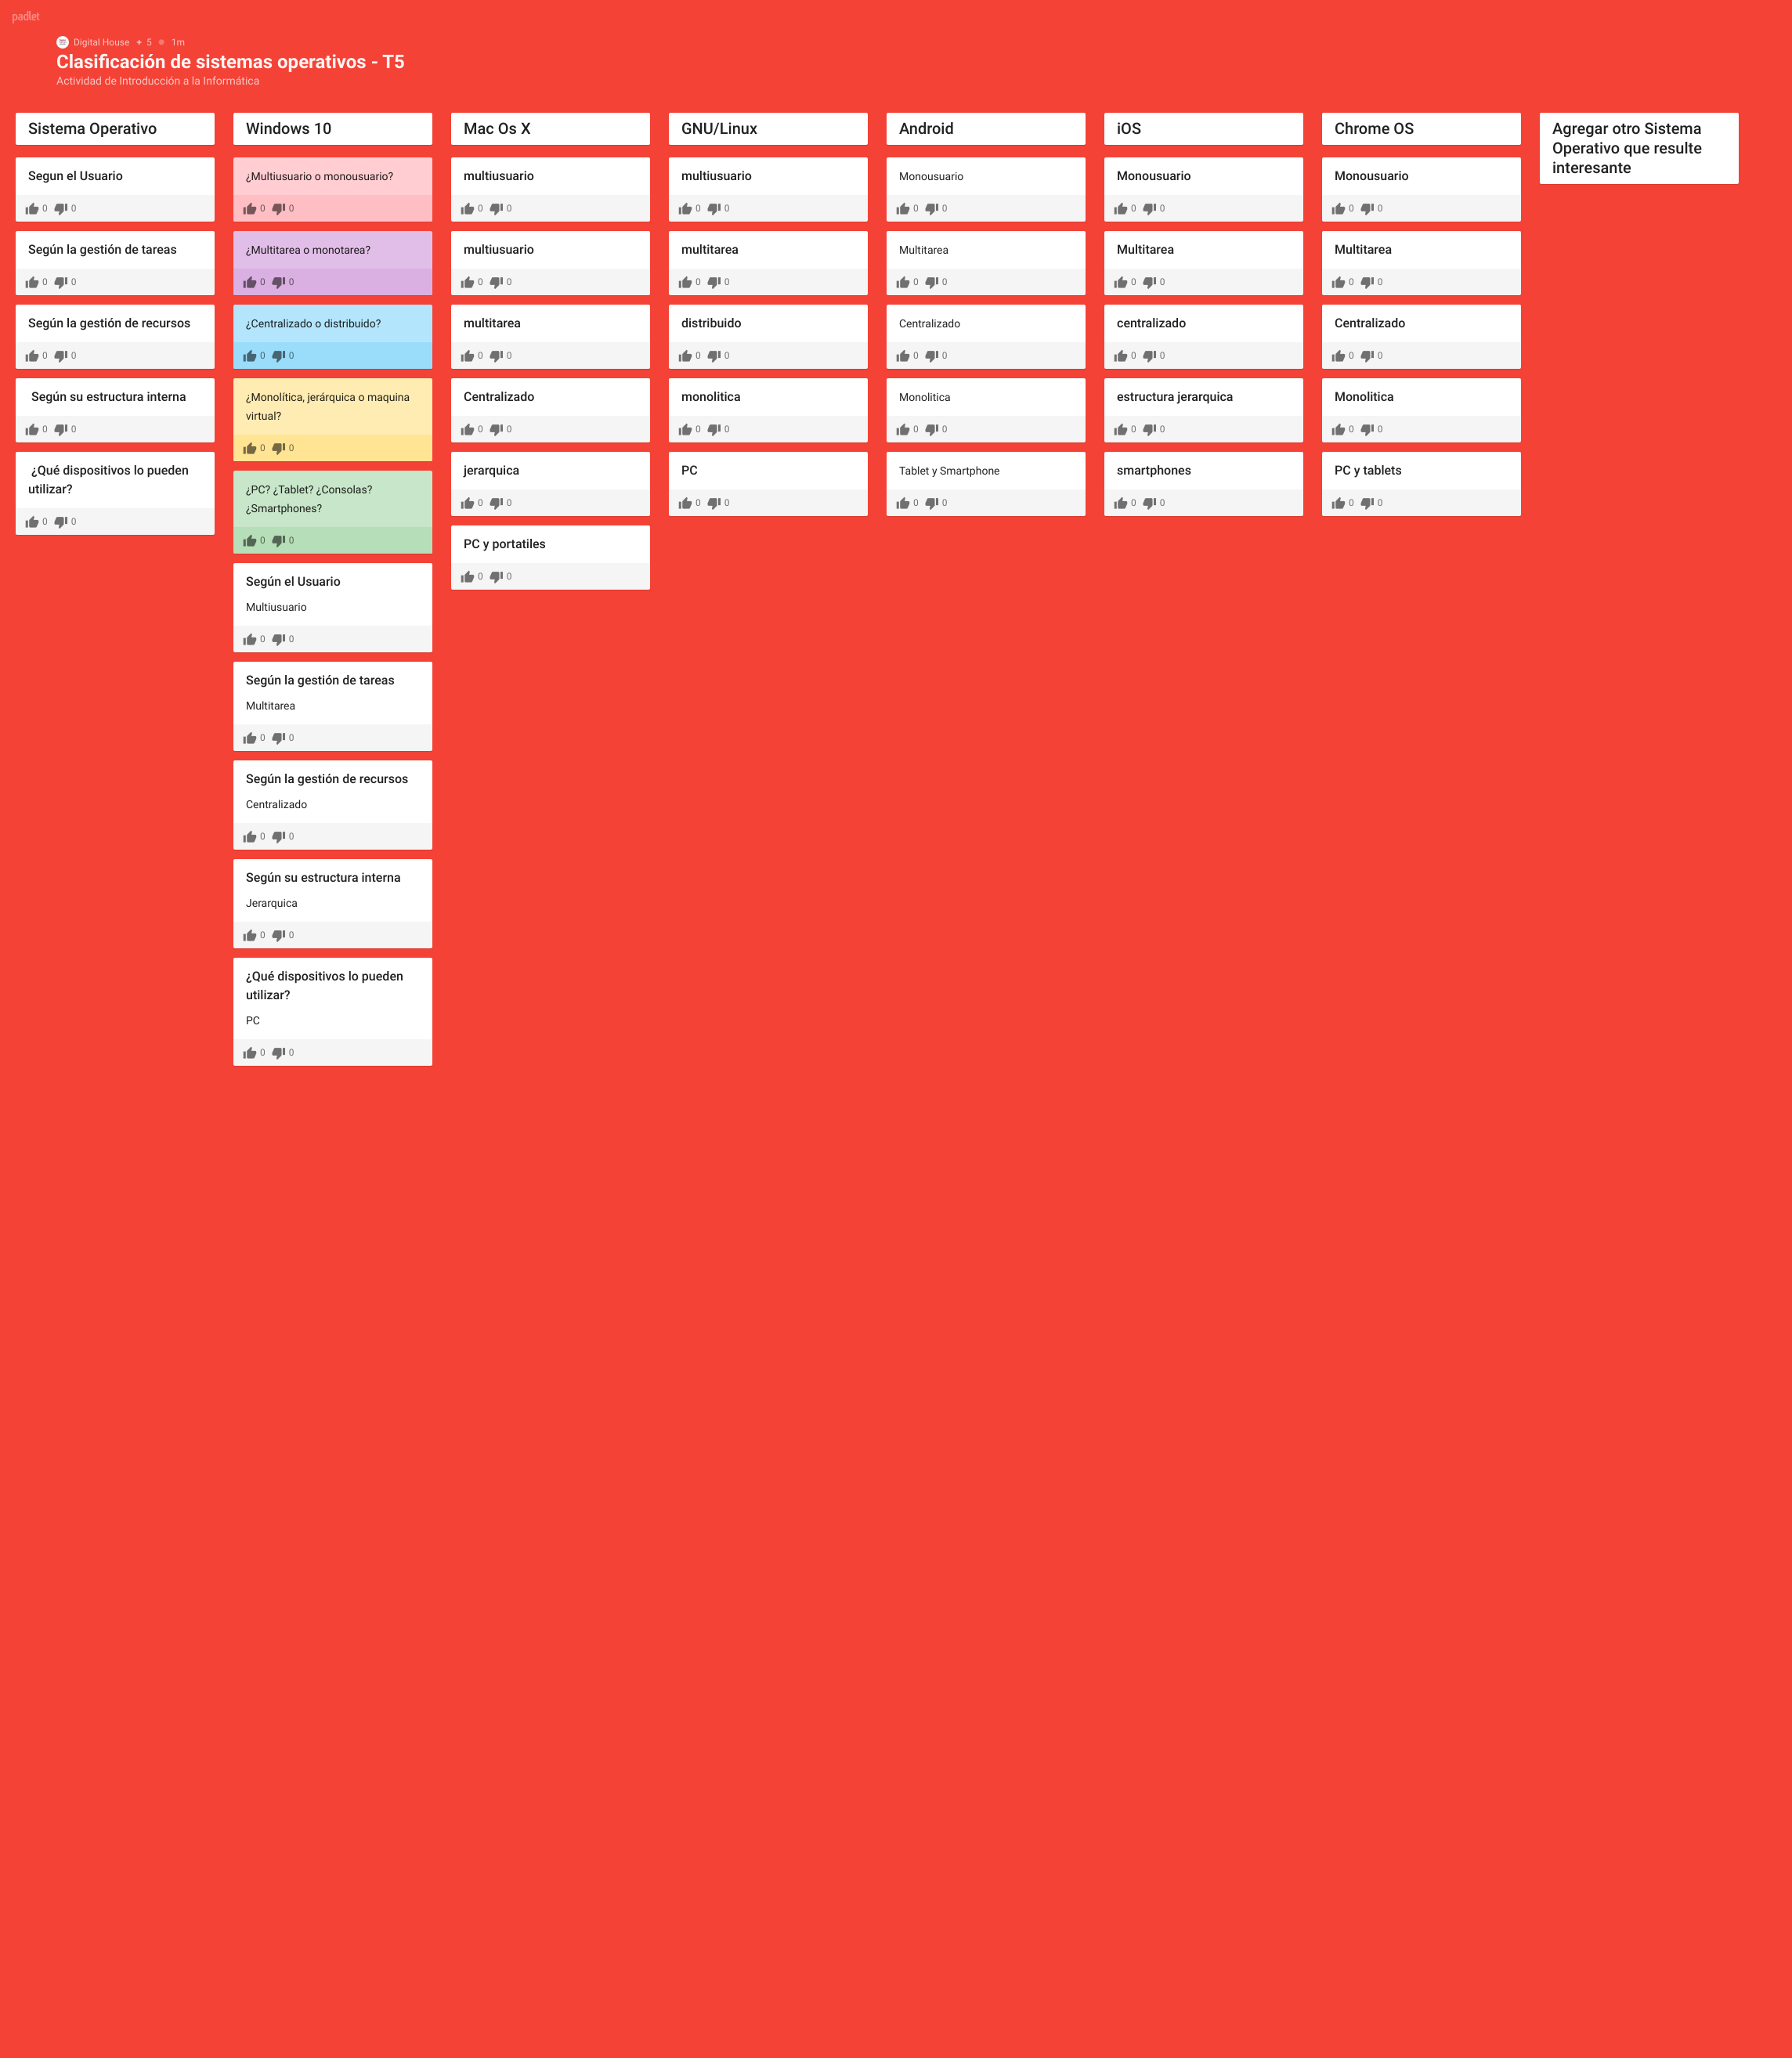 padlet
Digital House + 5 1m
Clasificación de sistemas operativos - T5
Actividad de Introducción a la Informática
Sistema Operativo
Segun el Usuario
0 0
Según la gestión de tareas
0 0
Según la gestión de recursos
0 0
Según su estructura interna
0 0
¿Qué dispositivos lo pueden
utilizar?
0 0
Windows 10
¿Multiusuario o monousuario?
0 0
¿Multitarea o monotarea?
0 0
¿Centralizado o distribuido?
0 0
¿Monolítica, jerárquica o maquina
virtual?
0 0
¿PC? ¿Tablet? ¿Consolas?
¿Smartphones?
0 0
Según el Usuario
Multiusuario
0 0
Según la gestión de tareas
Multitarea
0 0
Según la gestión de recursos
Centralizado
0 0
Según su estructura interna
Jerarquica
0 0
¿Qué dispositivos lo pueden
utilizar?
PC
0 0
Mac Os X
multiusuario
0 0
multiusuario
0 0
multitarea
0 0
Centralizado
0 0
jerarquica
0 0
PC y portatiles
0 0
GNU/Linux
multiusuario
0 0
multitarea
0 0
distribuido
0 0
monolitica
0 0
PC
0 0
Android
Monousuario
0 0
Multitarea
0 0
Centralizado
0 0
Monolitica
0 0
Tablet y Smartphone
0 0
iOS
Monousuario
0 0
Multitarea
0 0
centralizado
0 0
estructura jerarquica
0 0
smartphones
0 0
Chrome OS
Monousuario
0 0
Multitarea
0 0
Centralizado
0 0
Monolitica
0 0
PC y tablets
0 0
Agregar otro Sistema
Operativo que resulte
interesante